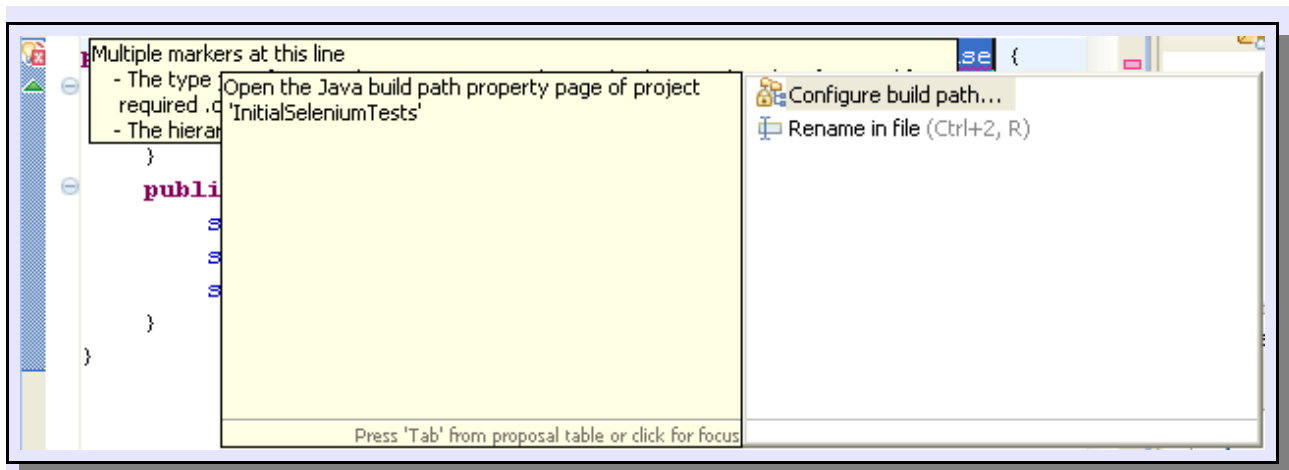 Multiple markers at this line
- The type
required
- The hierar
se {
Open the Java build path property page of project
'InitialSeleniumTests'
Configure build path...
Rename in file (Ctrl+2, R)
}
publi
s
s
s
}
}
Press 'Tab' from proposal table or click for focus